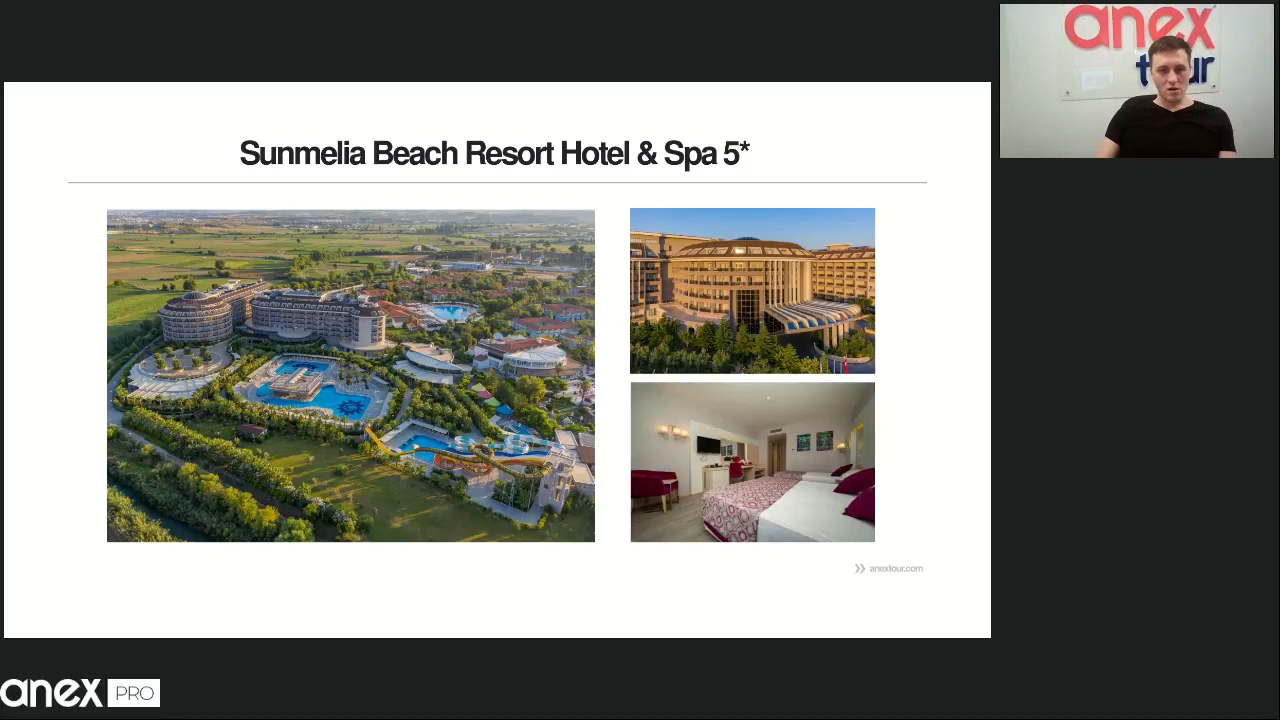 anex
tour
Sunmelia Beach Resort Hotel & Spa 5*
anextour.com
anex PRO